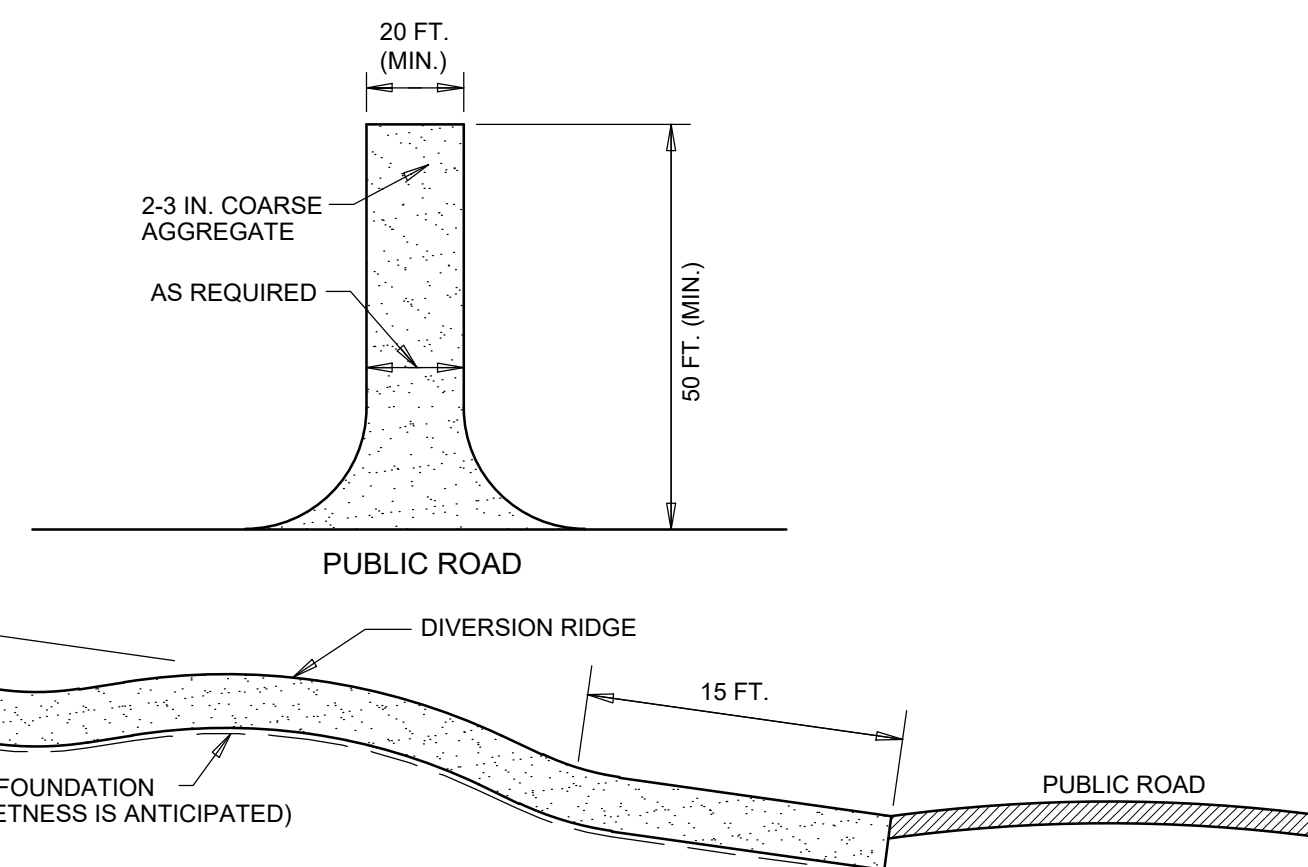 20 FT.
(MIN.)
2-3 IN. COARSE
AGGREGATE
AS REQUIRED
50 FT. (MIN.)
PUBLIC ROAD
DIVERSION RIDGE
15 FT.
FOUNDATION
ETNESS IS ANTICIPATED)
PUBLIC ROAD